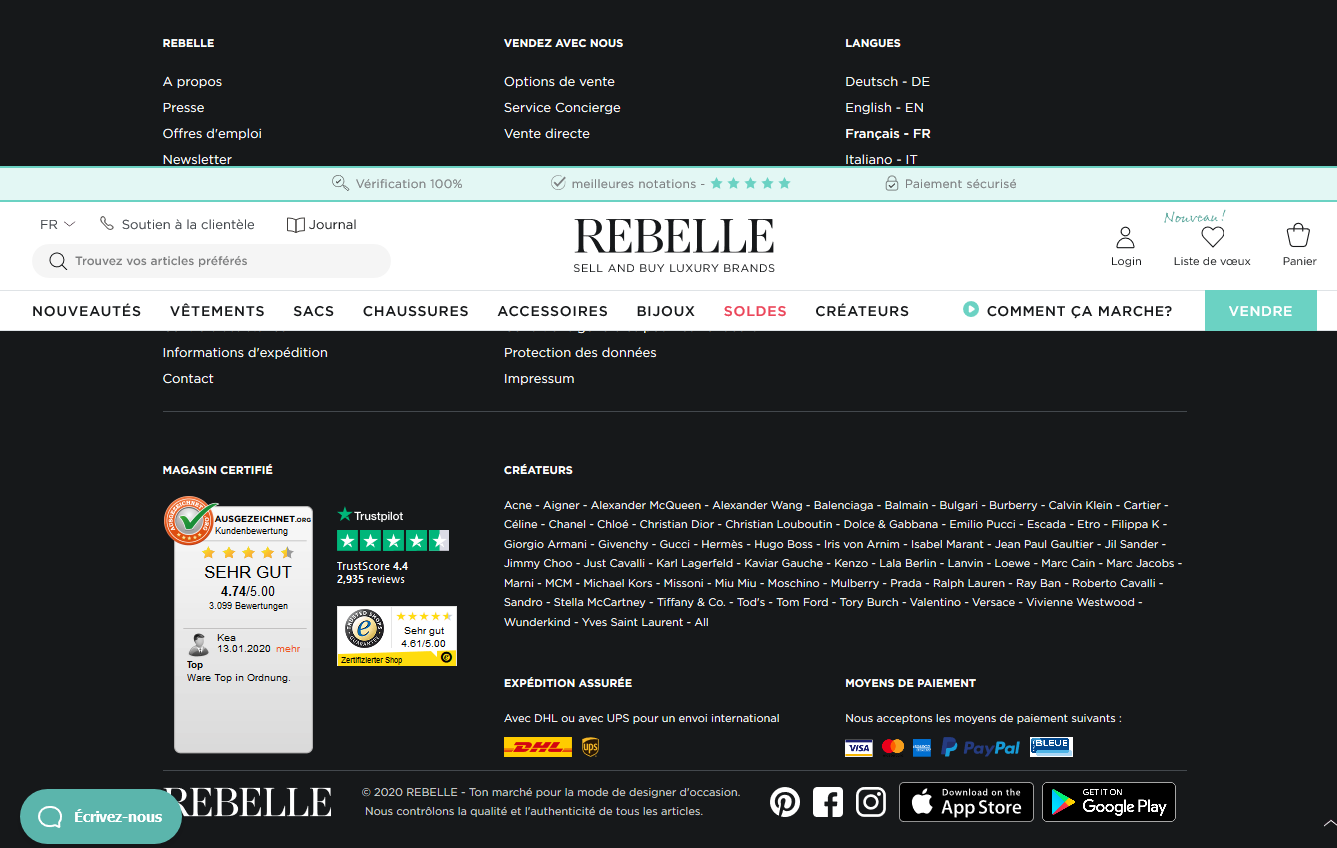 REBELLE
A propos
Presse
Offres d'emploi
Newsletter
VENDEZ AVEC NOUS
Options de vente
Service Concierge
Vente directe
LANGUES
Deutsch - DE
English - EN
Français - FR
Italiano - IT
Vérification 100%
meilleures notations -
Paiement sécurisé
FR
Soutien à la clientèle
Journal
Trouvez vos articles préférés
REBELLE
SELL AND BUY LUXURY BRANDS
Nouveau!
Login
Liste de vœux
Panier
NOUVEAUTÉS VÊTEMENTS SACS CHAUSSURES ACCESSOIRES BIJOUX SOLDES CRÉATEURS COMMENT ÇA MARCHE? VENDRE
Informations d'expédition
Contact
Protection des données
Impressum
MAGASIN CERTIFIÉ
AUSGEZEICHNET.ORG
Kundenbewertung
SEHR GUT
4.74/5.00
3.099 Bewertungen
Kea
13.01.2020 mehr
Top
Ware Top in Ordnung.
Trustpilot
TrustScore 4.4
2,935 reviews
TRUSTED SHOPS
GUARANTEE
Sehr gut
4.61/5.00
Zertifizierter Shop
CRÉATEURS
Acne - Aigner - Alexander McQueen - Alexander Wang - Balenciaga - Balmain - Bulgari - Burberry - Calvin Klein - Cartier -
Céline - Chanel - Chloé - Christian Dior - Christian Louboutin - Dolce & Gabbana - Emilio Pucci - Escada - Etro - Filippa K -
Giorgio Armani - Givenchy - Gucci - Hermès - Hugo Boss - Iris von Arnim - Isabel Marant - Jean Paul Gaultier - Jil Sander -
Jimmy Choo - Just Cavalli - Karl Lagerfeld - Kaviar Gauche - Kenzo - Lala Berlin - Lanvin - Loewe - Marc Cain - Marc Jacobs -
Marni - MCM - Michael Kors - Missoni - Miu Miu - Moschino - Mulberry - Prada - Ralph Lauren - Ray Ban - Roberto Cavalli -
Sandro - Stella McCartney - Tiffany & Co. - Tod's - Tom Ford - Tory Burch - Valentino - Versace - Vivienne Westwood -
Wunderkind - Yves Saint Laurent - All
EXPÉDITION ASSURÉE
Avec DHL ou avec UPS pour un envoi international
DHL ups
MOYENS DE PAIEMENT
Nous acceptons les moyens de paiement suivants :
VISA PayPal BLEUE
Écrivez-nous
REBELLE
© 2020 REBELLE - Ton marché pour la mode de designer d'occasion.
Nous contrôlons la qualité et l'authenticité de tous les articles.
Download on the
App Store
GET IT ON
Google Play